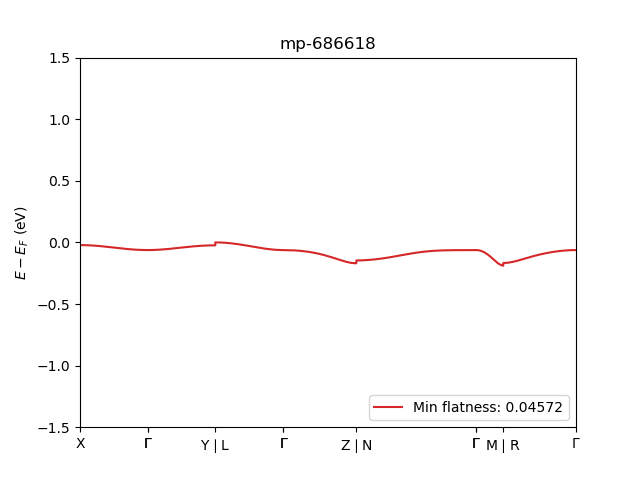 mp-686618
E − E_F (eV)
1.5
1.0
0.5
0.0
−0.5
−1.0
−1.5
Min flatness: 0.04572
X Γ Y | L Γ Z | N Γ M | R Γ